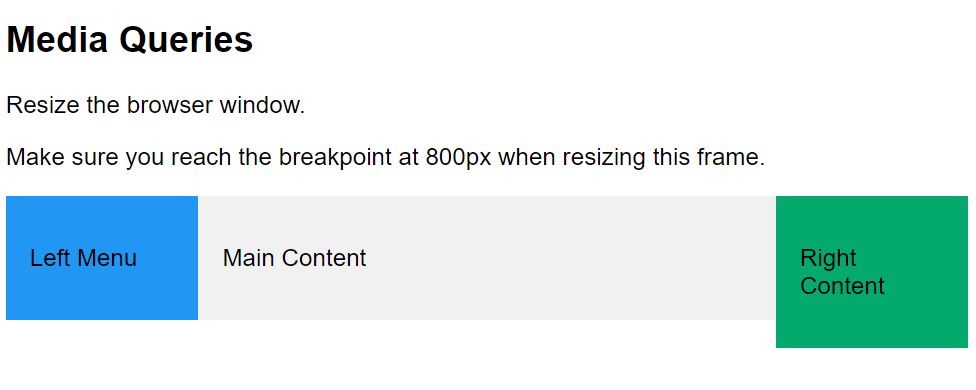 Media Queries
Resize the browser window.
Make sure you reach the breakpoint at 800px when resizing this frame.
Left Menu
Main Content
Right
Content